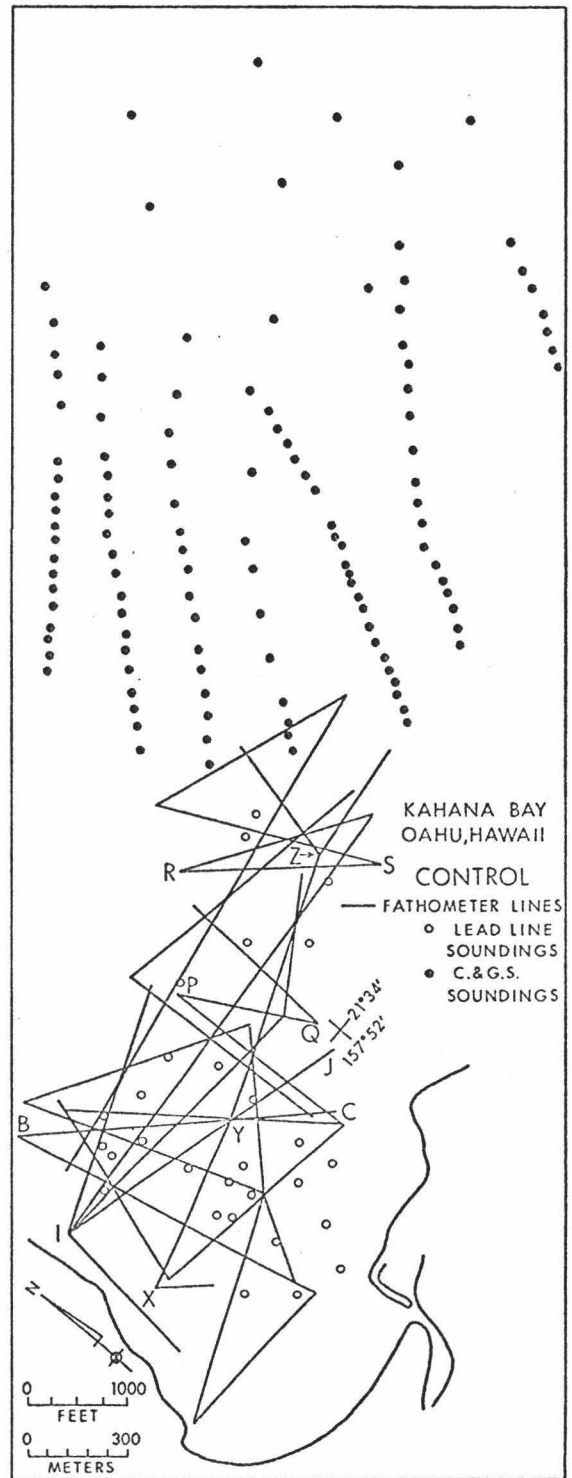 KAHANA BAY
OAHU, HAWAII
CONTROL
FATHOMETER LINES
LEAD LINE
SOUNDINGS
C.&G.S.
SOUNDINGS
Z
R
S
P
Q
21°34'
157°52'
J
B
C
Y
I
X
N
0 1000
FEET
0 300
METERS